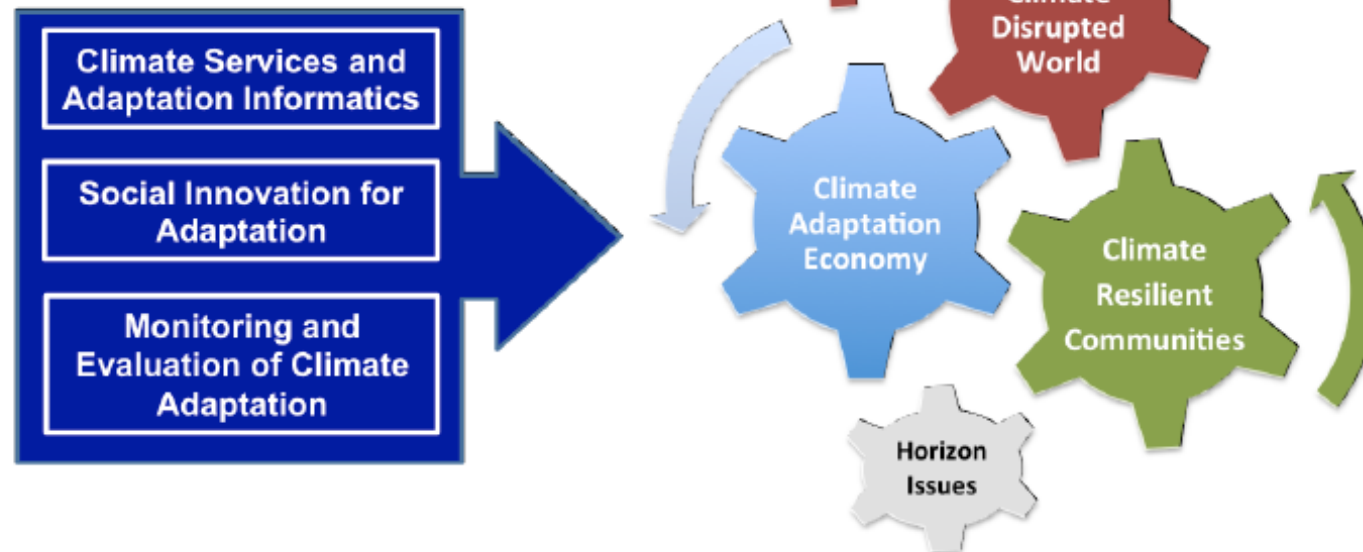 Climate Services and
Adaptation Informatics
Social Innovation for
Adaptation
Monitoring and
Evaluation of Climate
Adaptation
Climate
Disrupted
World
Climate
Adaptation
Economy
Climate
Resilient
Communities
Horizon
Issues